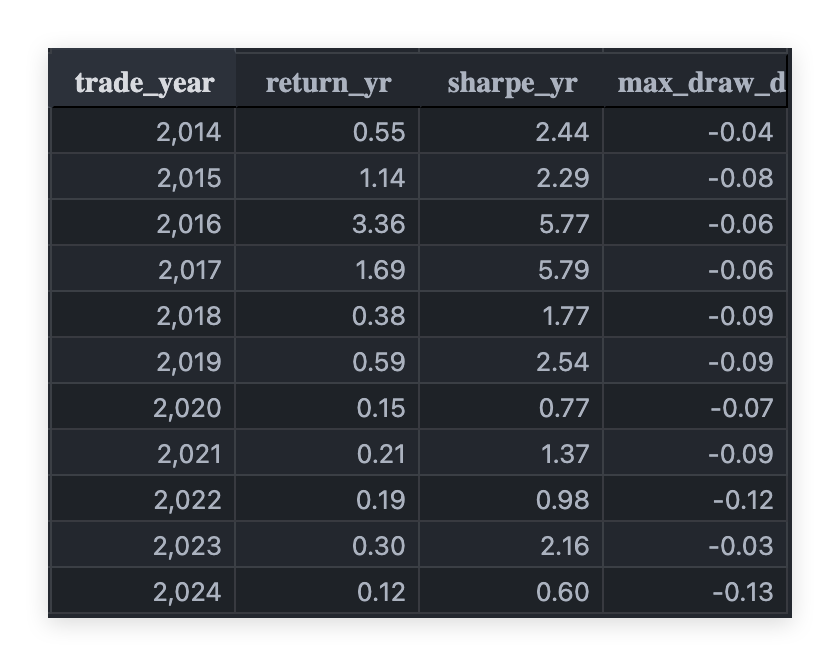 trade_year return_yr sharpe_yr max_draw_d
2,014 0.55 2.44 -0.04
2,015 1.14 2.29 -0.08
2,016 3.36 5.77 -0.06
2,017 1.69 5.79 -0.06
2,018 0.38 1.77 -0.09
2,019 0.59 2.54 -0.09
2,020 0.15 0.77 -0.07
2,021 0.21 1.37 -0.09
2,022 0.19 0.98 -0.12
2,023 0.30 2.16 -0.03
2,024 0.12 0.60 -0.13